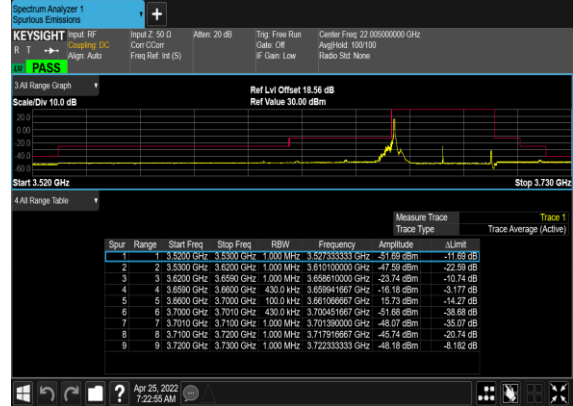 Spectrum Analyzer 1
Spurious Emissions
KEYSIGHT Input: RF Input Z: 50 Ω Atten: 20 dB Trig: Free Run Center Freq: 22.005000000 GHz
R T Coupling: DC Corr CCorr Gate: Off Avg|Hold: 100/100
Align: Auto Freq Ref: Int (S) IF Gain: Low Radio Std: None
PASS
3.All Range Graph
Ref Lvl Offset 18.56 dB
Scale/Div 10.0 dB Ref Value 30.00 dBm
20.0
0.00
-20.0
-40.0
-60.0
Start 3.520 GHz Stop 3.730 GHz
4.All Range Table
Measure Trace Trace 1
Trace Type Trace Average (Active)
Spur Range Start Freq Stop Freq RBW Frequency Amplitude ΔLimit
1 1 3.5200 GHz 3.5300 GHz 1.000 MHz 3.527333333 GHz -51.69 dBm -11.69 dB
2 2 3.5300 GHz 3.6200 GHz 1.000 MHz 3.610100000 GHz -47.59 dBm -22.59 dB
3 3 3.6200 GHz 3.6590 GHz 1.000 MHz 3.658610000 GHz -23.74 dBm -10.74 dB
4 4 3.6590 GHz 3.6600 GHz 430.0 kHz 3.659941667 GHz -16.18 dBm -3.177 dB
5 5 3.6600 GHz 3.7000 GHz 100.0 kHz 3.661066667 GHz 15.73 dBm -14.27 dB
6 6 3.7000 GHz 3.7010 GHz 430.0 kHz 3.700451667 GHz -51.68 dBm -38.68 dB
7 7 3.7010 GHz 3.7100 GHz 1.000 MHz 3.701390000 GHz -48.07 dBm -35.07 dB
8 8 3.7100 GHz 3.7200 GHz 1.000 MHz 3.717916667 GHz -45.74 dBm -20.74 dB
9 9 3.7200 GHz 3.7300 GHz 1.000 MHz 3.722333333 GHz -48.18 dBm -8.182 dB
? Apr 25, 2022
7:22:55 AM